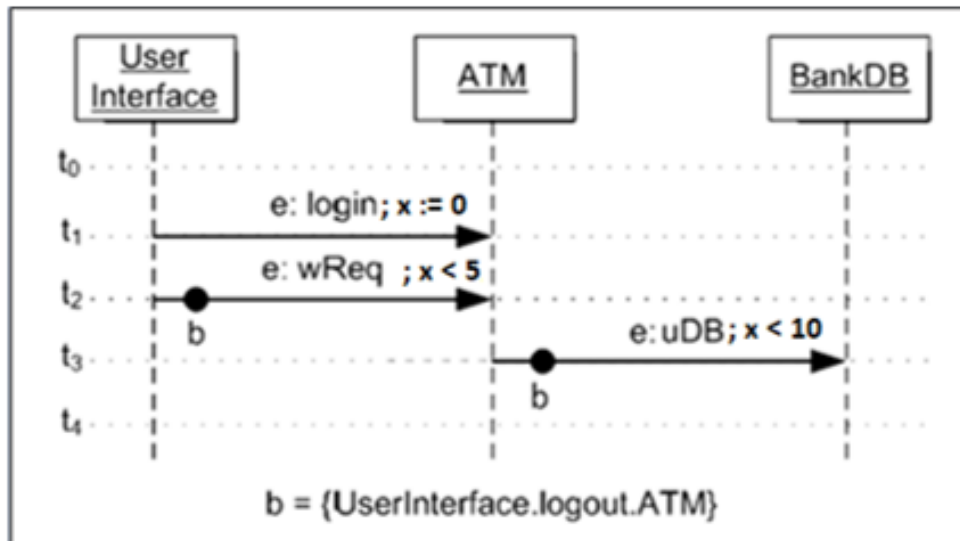 User
Interface
ATM
BankDB
t0
e: login; x := 0
t1
e: wReq ; x < 5
t2
b
e: uDB; x < 10
t3
b
t4
b = {UserInterface.logout.ATM}